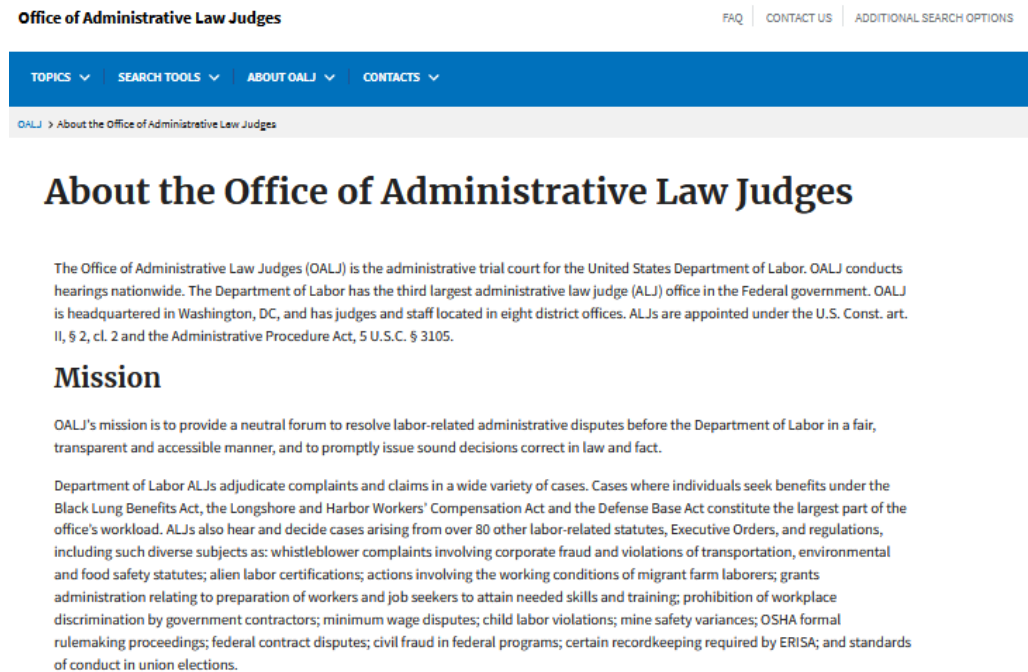 Office of Administrative Law Judges
FAQ CONTACT US ADDITIONAL SEARCH OPTIONS
TOPICS SEARCH TOOLS ABOUT OALJ CONTACTS
OALJ > About the Office of Administrative Law Judges
About the Office of Administrative Law Judges
The Office of Administrative Law Judges (OALJ) is the administrative trial court for the United States Department of Labor. OALJ conducts
hearings nationwide. The Department of Labor has the third largest administrative law judge (ALJ) office in the Federal government. OALJ
is headquartered in Washington, DC, and has judges and staff located in eight district offices. ALJs are appointed under the U.S. Const. art.
II, § 2, cl. 2 and the Administrative Procedure Act, 5 U.S.C. § 3105.
Mission
OALJ's mission is to provide a neutral forum to resolve labor-related administrative disputes before the Department of Labor in a fair,
transparent and accessible manner, and to promptly issue sound decisions correct in law and fact.
Department of Labor ALJs adjudicate complaints and claims in a wide variety of cases. Cases where individuals seek benefits under the
Black Lung Benefits Act, the Longshore and Harbor Workers' Compensation Act and the Defense Base Act constitute the largest part of the
office's workload. ALJs also hear and decide cases arising from over 80 other labor-related statutes, Executive Orders, and regulations,
including such diverse subjects as: whistleblower complaints involving corporate fraud and violations of transportation, environmental
and food safety statutes; alien labor certifications; actions involving the working conditions of migrant farm laborers; grants
administration relating to preparation of workers and job seekers to attain needed skills and training; prohibition of workplace
discrimination by government contractors; minimum wage disputes; child labor violations; mine safety variances; OSHA formal
rulemaking proceedings; federal contract disputes; civil fraud in federal programs; certain recordkeeping required by ERISA; and standards
of conduct in union elections.